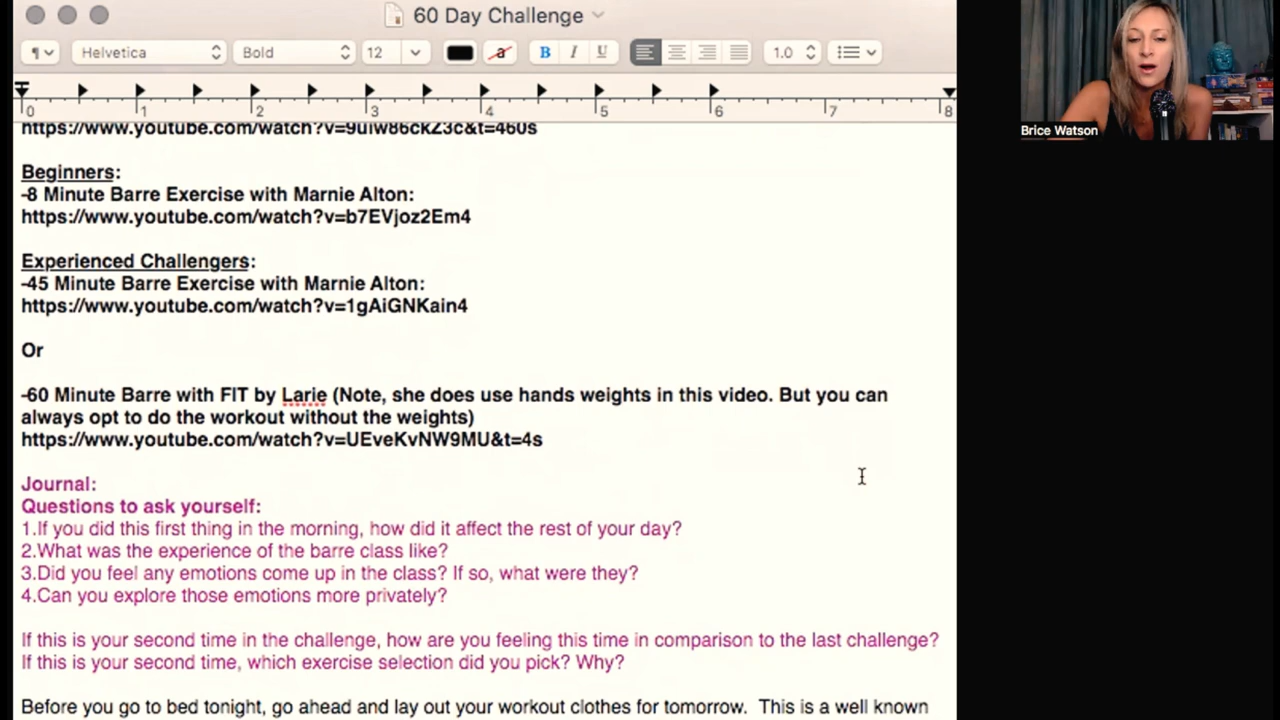 60 Day Challenge
Helvetica Bold 12 a B I U 1.0
0 1 2 3 4 5 6 7 8
https://www.youtube.com/watch?v=9uiw86ckZ3c&t=460s
Brice Watson
Beginners:
-8 Minute Barre Exercise with Marnie Alton:
https://www.youtube.com/watch?v=b7EVjoz2Em4
Experienced Challengers:
-45 Minute Barre Exercise with Marnie Alton:
https://www.youtube.com/watch?v=1gAiGNKain4
Or
-60 Minute Barre with FIT by Larie (Note, she does use hands weights in this video. But you can
always opt to do the workout without the weights)
https://www.youtube.com/watch?v=UEveKvNW9MU&t=4s
Journal:
Questions to ask yourself:
1.If you did this first thing in the morning, how did it affect the rest of your day?
2.What was the experience of the barre class like?
3.Did you feel any emotions come up in the class? If so, what were they?
4.Can you explore those emotions more privately?
If this is your second time in the challenge, how are you feeling this time in comparison to the last challenge?
If this is your second time, which exercise selection did you pick? Why?
Before you go to bed tonight, go ahead and lay out your workout clothes for tomorrow.  This is a well known